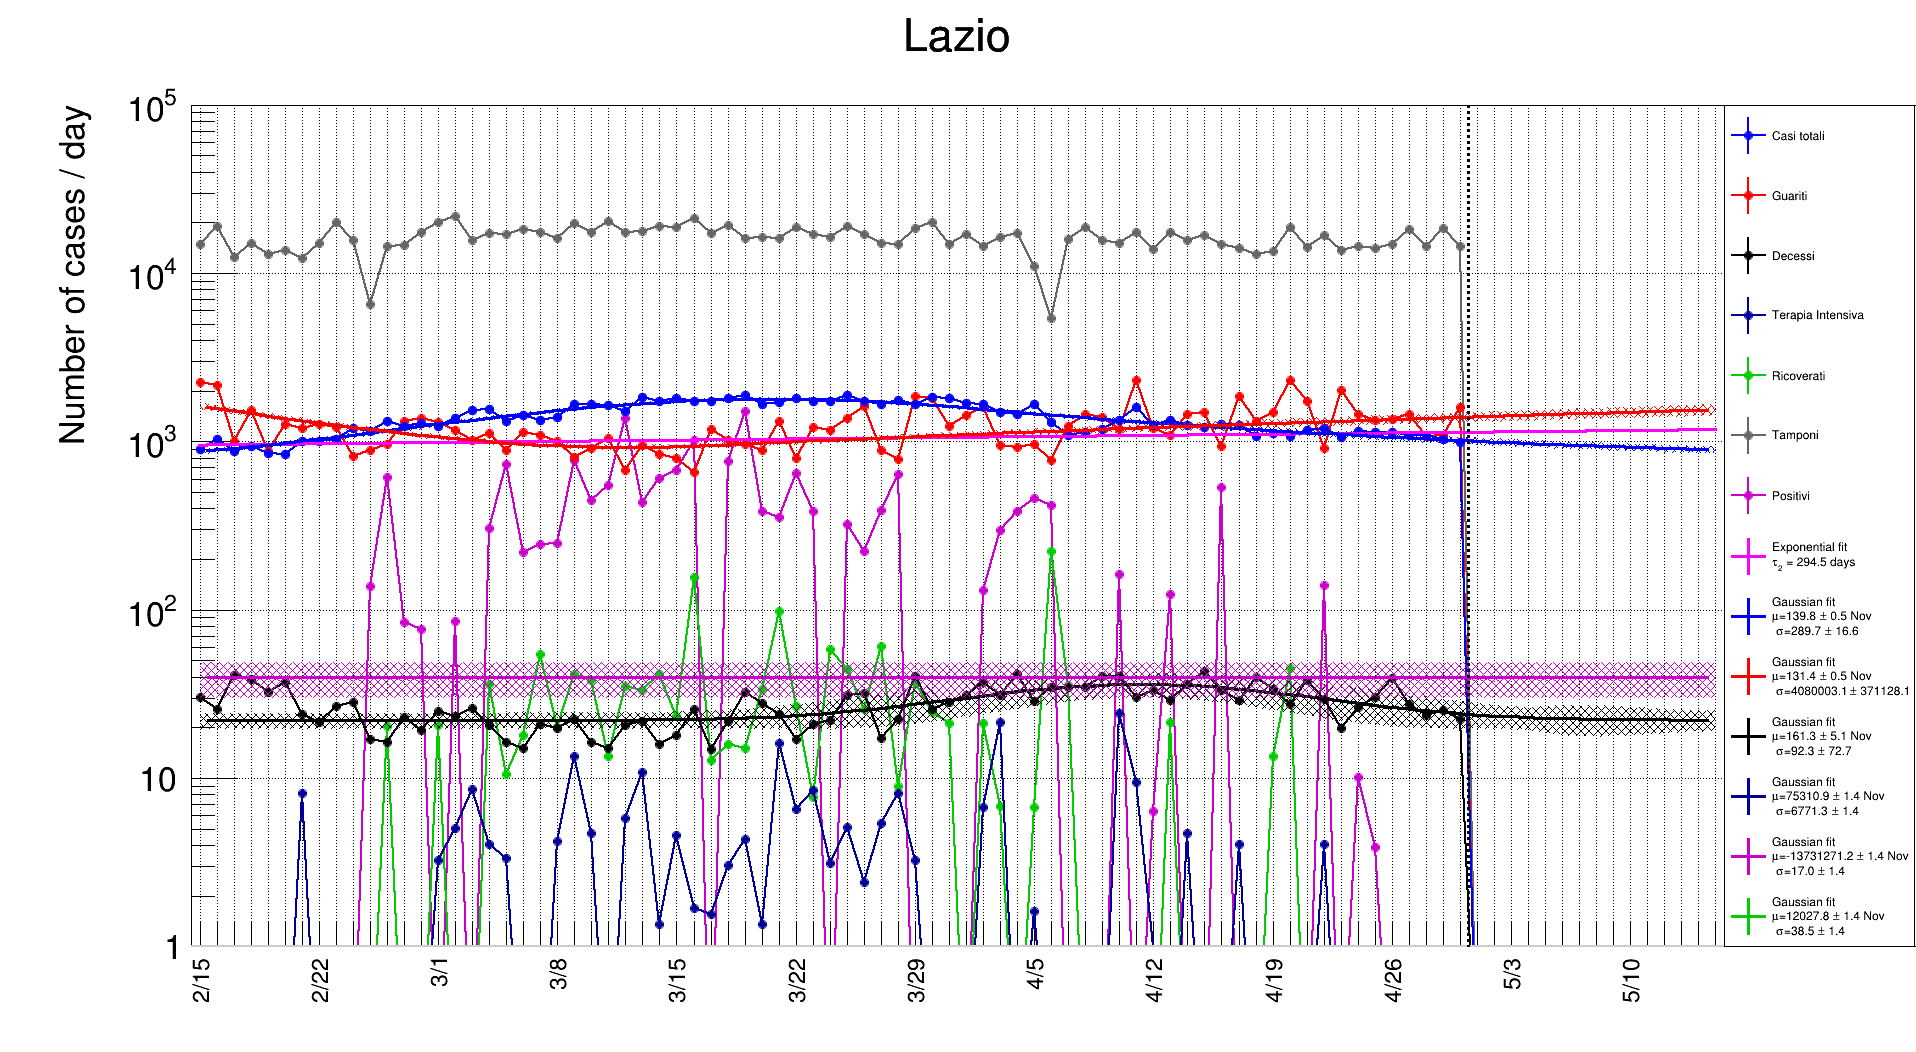 Lazio
Number of cases / day
10^5
10^4
10^3
10^2
10
1
2/15
2/22
3/1
3/8
3/15
3/22
3/29
4/5
4/12
4/19
4/26
5/3
5/10
Casi totali
Guariti
Decessi
Terapia Intensiva
Ricoverati
Tamponi
Positivi
Exponential fit
τ_2 = 294.5 days
Gaussian fit
μ=139.8 ± 0.5 Nov
σ=289.7 ± 16.6
Gaussian fit
μ=131.4 ± 0.5 Nov
σ=4080003.1 ± 371128.1
Gaussian fit
μ=161.3 ± 5.1 Nov
σ=92.3 ± 72.7
Gaussian fit
μ=75310.9 ± 1.4 Nov
σ=6771.3 ± 1.4
Gaussian fit
μ=-13731271.2 ± 1.4 Nov
σ=17.0 ± 1.4
Gaussian fit
μ=12027.8 ± 1.4 Nov
σ=38.5 ± 1.4